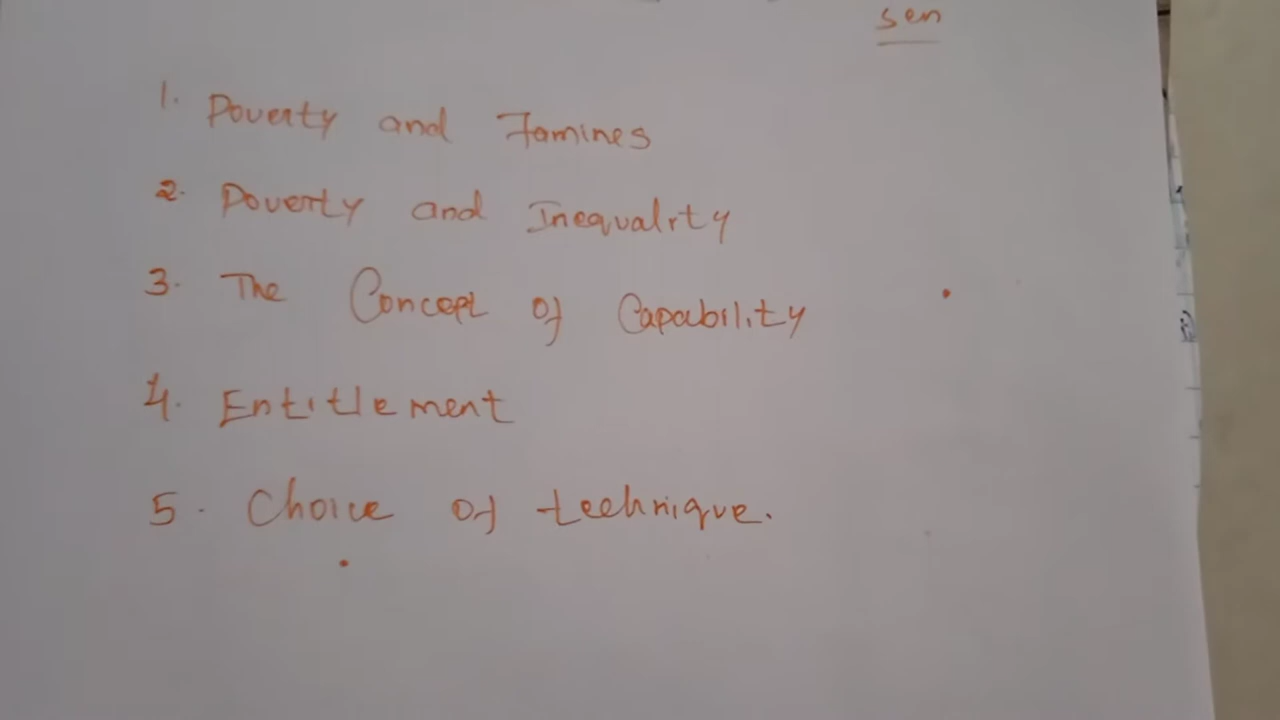 sen
1. Poverty and Famines
2. Poverty and Inequality
3. The Concept of Capability
4. Entitlement
5. Choice of technique.